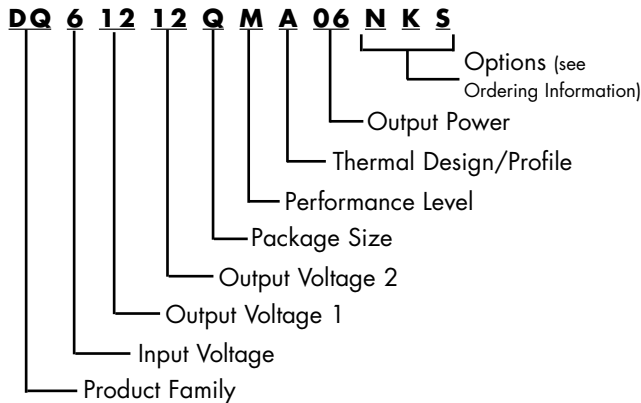 DQ 6 12 12 Q M A 06 N K S
Options (see
Ordering Information)
Output Power
Thermal Design/Profile
Performance Level
Package Size
Output Voltage 2
Output Voltage 1
Input Voltage
Product Family